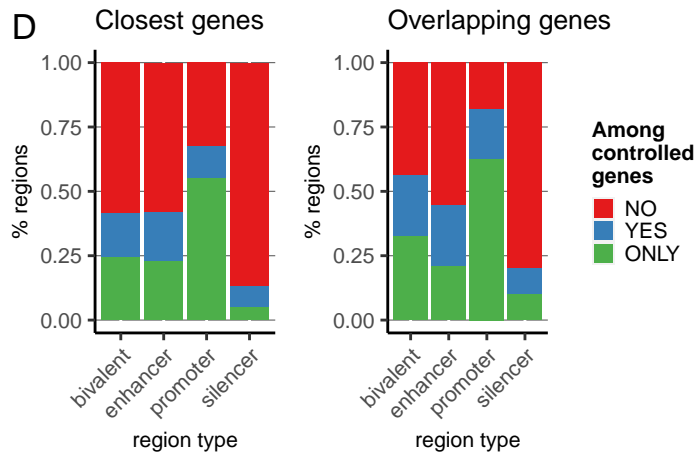 D
Closest genes
Overlapping genes
% regions
1.00
0.75
0.50
0.25
0.00
bivalent
enhancer
promoter
silencer
region type
% regions
1.00
0.75
0.50
0.25
0.00
bivalent
enhancer
promoter
silencer
region type
Among
controlled
genes
NO
YES
ONLY